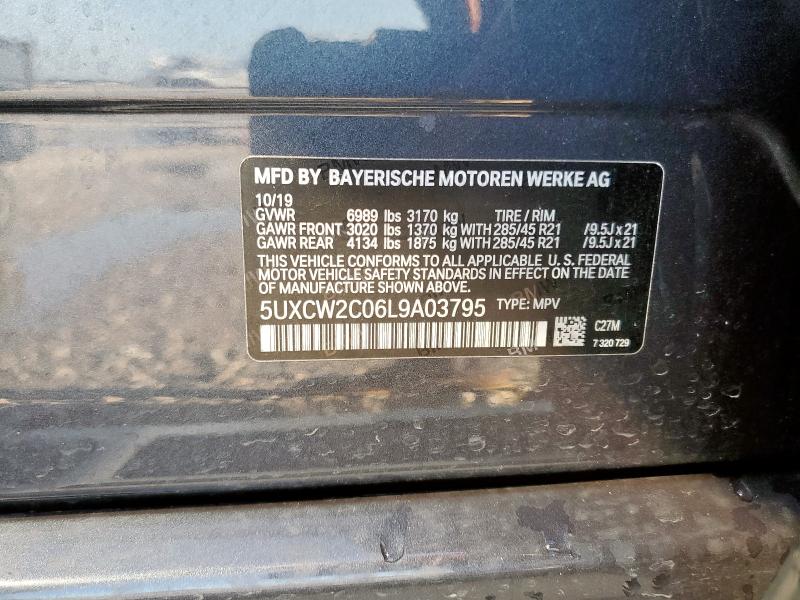 MFD BY BAYERISCHE MOTOREN WERKE AG
10/19
GVWR 6989 lbs 3170 kg TIRE / RIM
GAWR FRONT 3020 lbs 1370 kg WITH 285/45 R21 /9.5J x 21
GAWR REAR 4134 lbs 1875 kg WITH 285/45 R21 /9.5J x 21
THIS VEHICLE CONFORMS TO ALL APPLICABLE U. S. FEDERAL
MOTOR VEHICLE SAFETY STANDARDS IN EFFECT ON THE DATE
OF MANUFACTURE SHOWN ABOVE.
5UXCW2C06L9A03795 TYPE: MPV
C27M
7 320 729